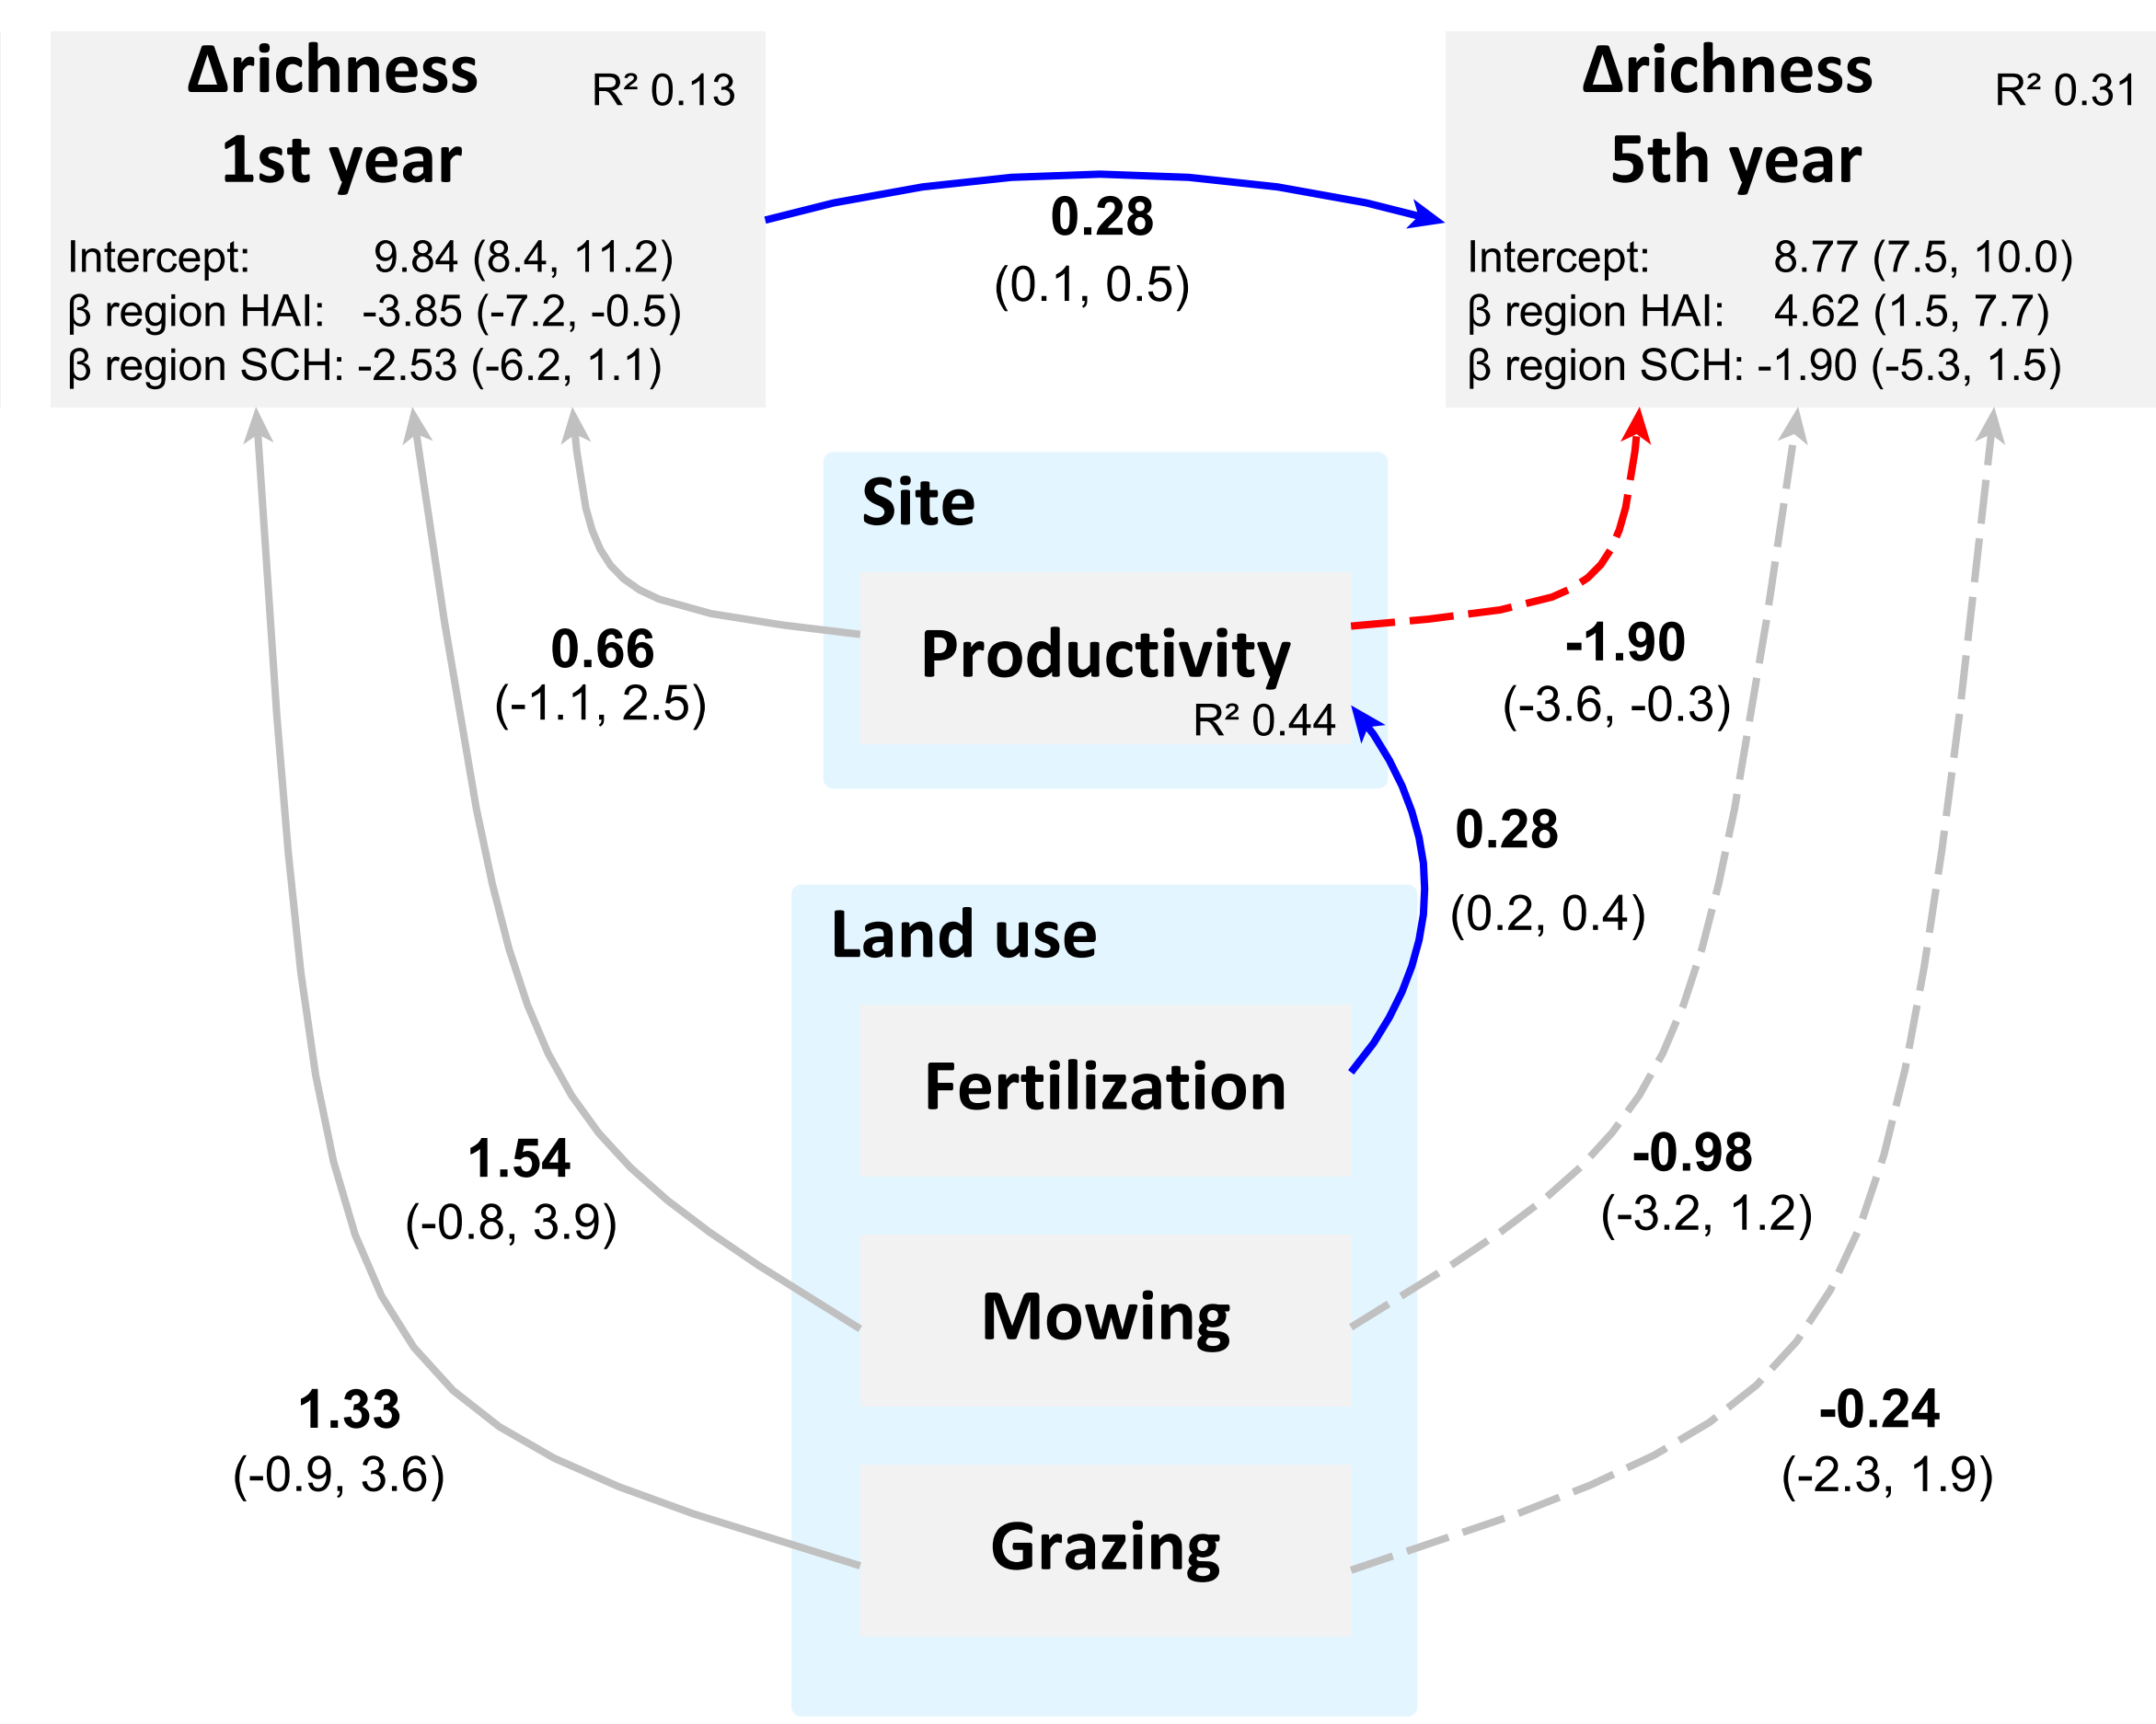 Δrichness
1st year
R² 0.13
Intercept: 9.84 (8.4, 11.2)
β region HAI: -3.85 (-7.2, -0.5)
β region SCH: -2.53 (-6.2, 1.1)
0.28
(0.1, 0.5)
Δrichness
5th year
R² 0.31
Intercept: 8.77 (7.5, 10.0)
β region HAI: 4.62 (1.5, 7.7)
β region SCH: -1.90 (-5.3, 1.5)
Site
Productivity
R² 0.44
0.66
(-1.1, 2.5)
-1.90
(-3.6, -0.3)
0.28
(0.2, 0.4)
Land use
Fertilization
1.54
(-0.8, 3.9)
-0.98
(-3.2, 1.2)
Mowing
1.33
(-0.9, 3.6)
-0.24
(-2.3, 1.9)
Grazing